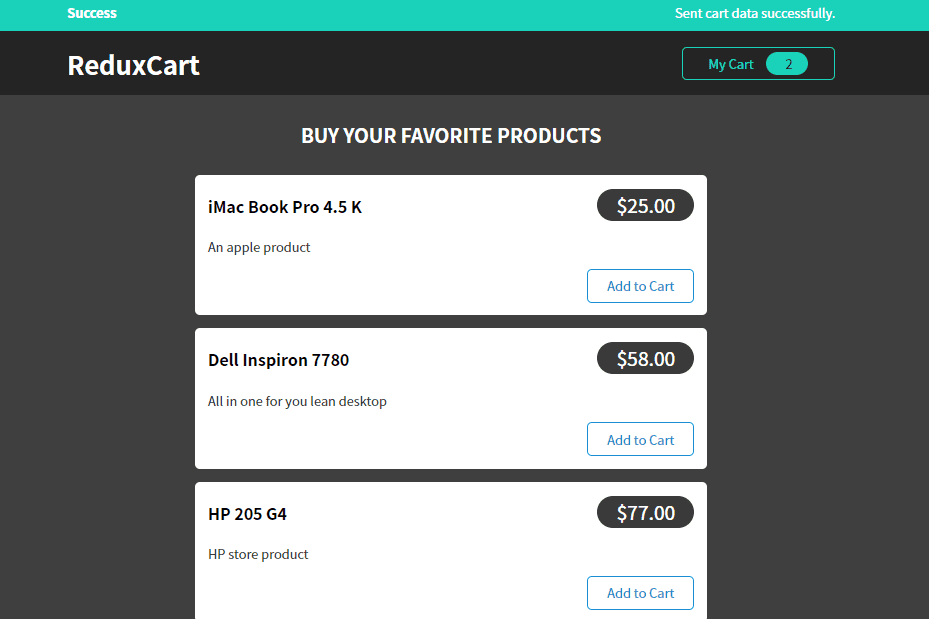 Success
Sent cart data successfully.
ReduxCart
My Cart 2
BUY YOUR FAVORITE PRODUCTS
iMac Book Pro 4.5 K
$25.00
An apple product
Add to Cart
Dell Inspiron 7780
$58.00
All in one for you lean desktop
Add to Cart
HP 205 G4
$77.00
HP store product
Add to Cart